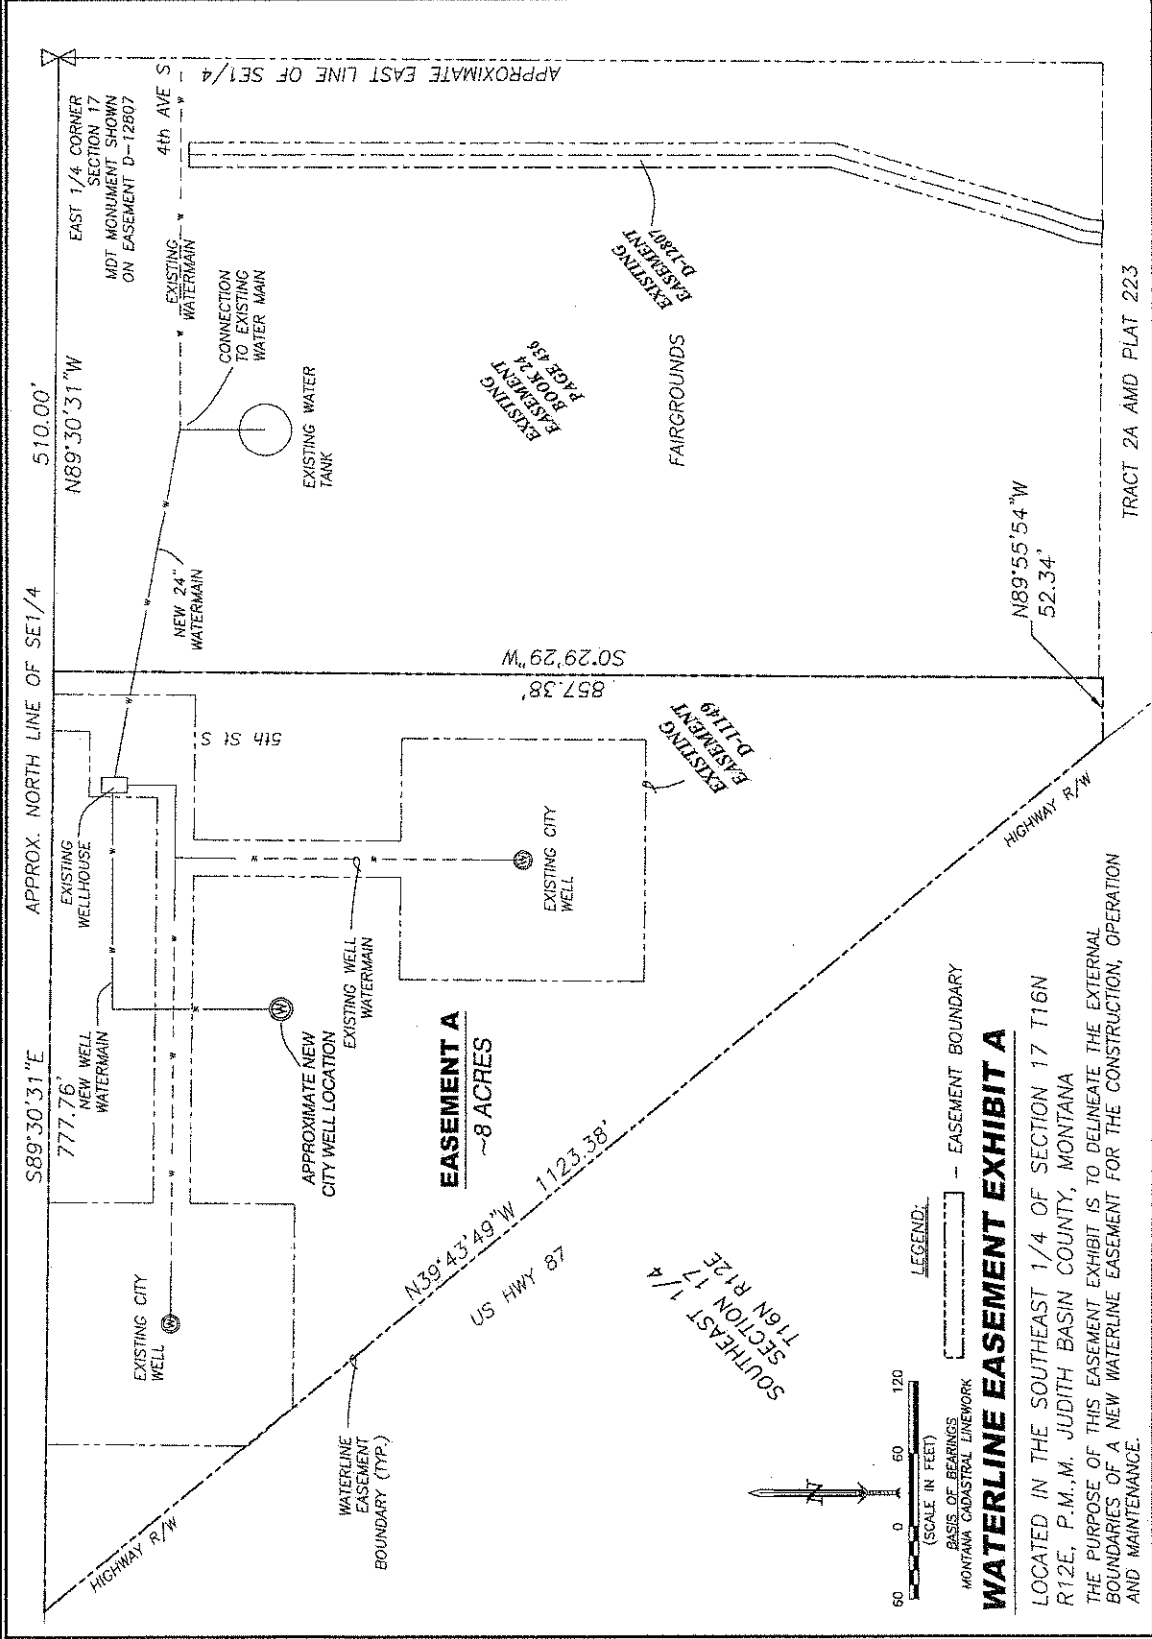 S89°30'31"E
777.76'
APPROX. NORTH LINE OF SE1/4
510.00'
N89°30'31"W
EAST 1/4 CORNER
SECTION 17
MDT MONUMENT SHOWN
ON EASEMENT D-12807
4th AVE S
APPROXIMATE EAST LINE OF SE1/4
EXISTING
WATERMAIN
CONNECTION
TO EXISTING
WATER MAIN
EXISTING WATER
TANK
NEW 24"
WATERMAIN
EXISTING
WELLHOUSE
NEW WELL
WATERMAIN
5th St S
S0°29'29"W
857.38'
EXISTING
EASEMENT
D-12807
EXISTING
EASEMENT
BOOK 24
PAGE 436
FAIRGROUNDS
EXISTING
EASEMENT
D-11149
EXISTING CITY
WELL
EXISTING WELL
WATERMAIN
APPROXIMATE NEW
CITY WELL LOCATION
EXISTING CITY
WELL
EASEMENT A
~8 ACRES
N39°43'49"W 1123.38'
US HWY 87
HIGHWAY R/W
WATERLINE
EASEMENT
BOUNDARY (TYP.)
HIGHWAY R/W
N89°55'54"W
52.34'
TRACT 2A AMD PLAT 223
SOUTHEAST 1/4
SECTION 17
T16N R12E
N
LEGEND:
- EASEMENT BOUNDARY
60 0 60 120
(SCALE IN FEET)
BASIS OF BEARINGS
MONTANA CADASTRAL LINEWORK
WATERLINE EASEMENT EXHIBIT A
LOCATED IN THE SOUTHEAST 1/4 OF SECTION 17 T16N
R12E, P.M.,M. JUDITH BASIN COUNTY, MONTANA
THE PURPOSE OF THIS EASEMENT EXHIBIT IS TO DELINEATE THE EXTERNAL
BOUNDARIES OF A NEW WATERLINE EASEMENT FOR THE CONSTRUCTION, OPERATION
AND MAINTENANCE.